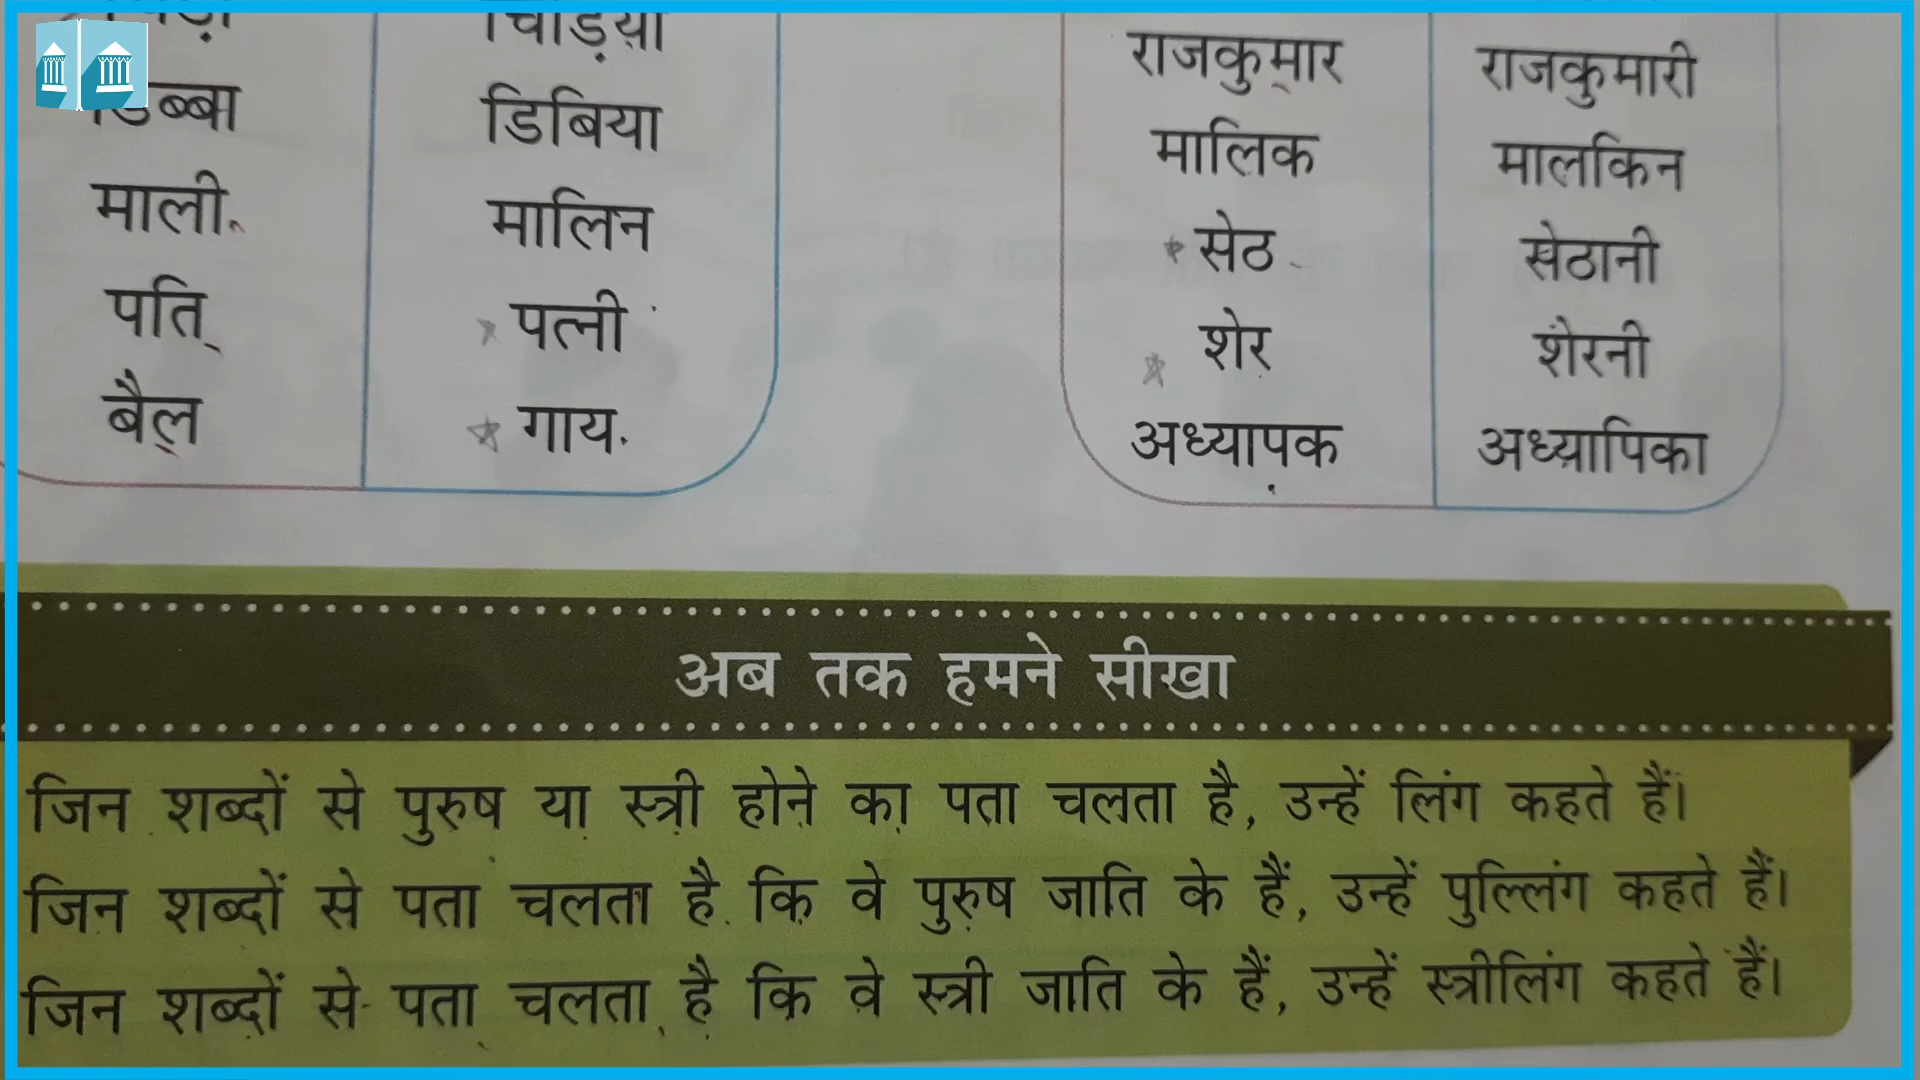 चिड़िया
डिब्बा डिबिया
माली मालिन
पति पत्नी
बैल गाय
राजकुमार राजकुमारी
मालिक मालकिन
सेठ सेठानी
शेर शेरनी
अध्यापक अध्यापिका
अब तक हमने सीखा
जिन शब्दों से पुरुष या स्त्री होने का पता चलता है, उन्हें लिंग कहते हैं।
जिन शब्दों से पता चलता है कि वे पुरुष जाति के हैं, उन्हें पुल्लिंग कहते हैं।
जिन शब्दों से पता चलता है कि वे स्त्री जाति के हैं, उन्हें स्त्रीलिंग कहते हैं।